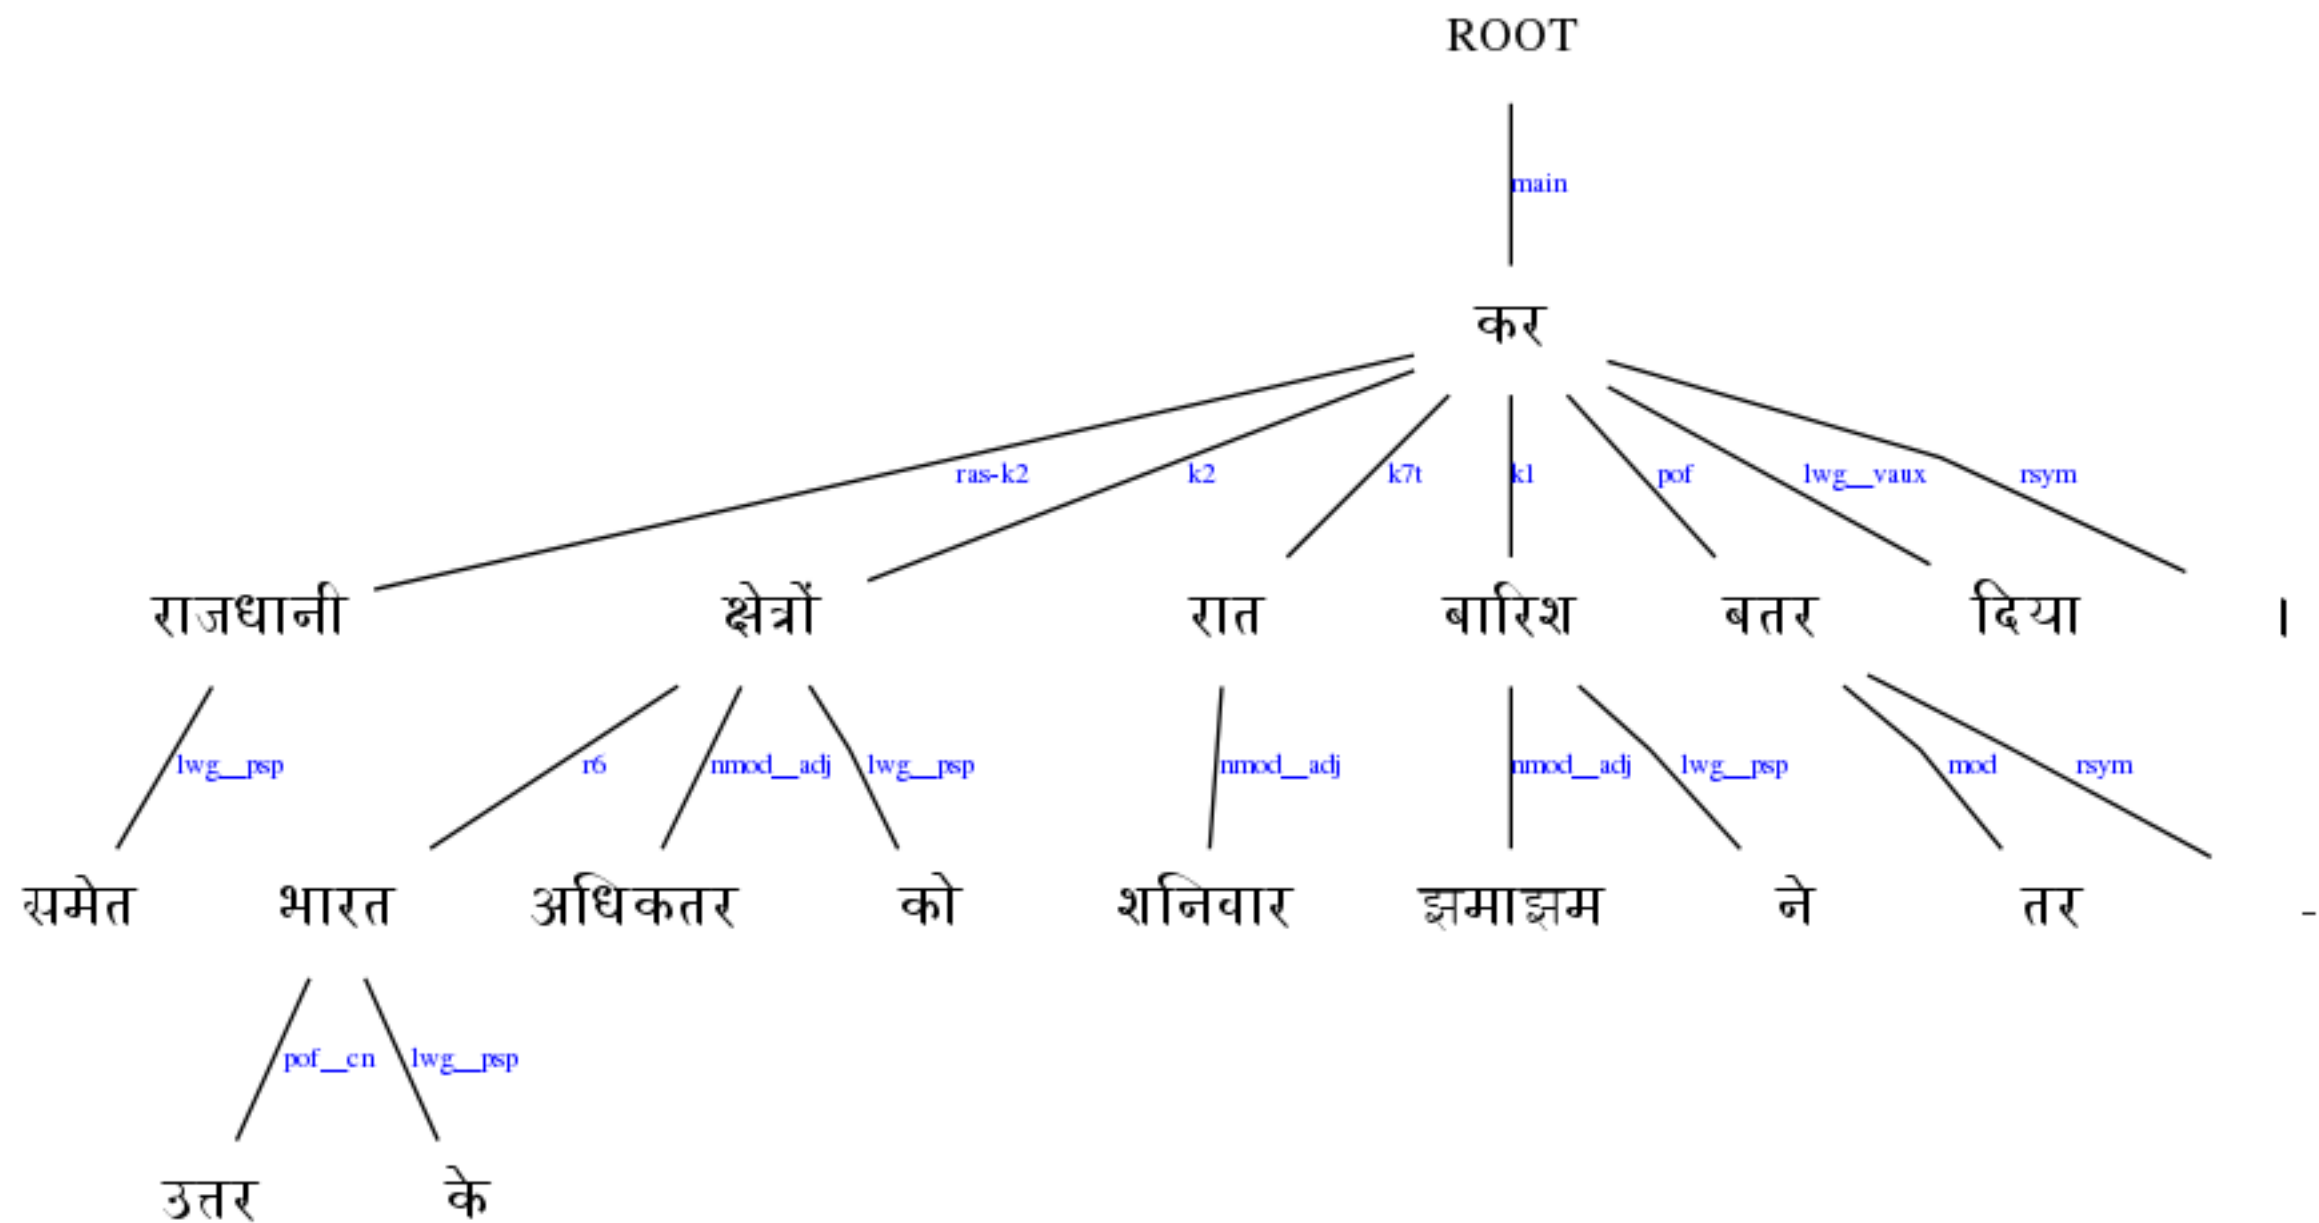 ROOT
main
कर
ras-k2 k2 k7t k1 pof lwg__vaux rsym
राजधानी क्षेत्रों रात बारिश बतर दिया ।
lwg__psp r6 nmod__adj lwg__psp nmod__adj nmod__adj lwg__psp mod rsym
समेत भारत अधिकतर को शनिवार झमाझम ने तर -
pof__cn lwg__psp
उत्तर के